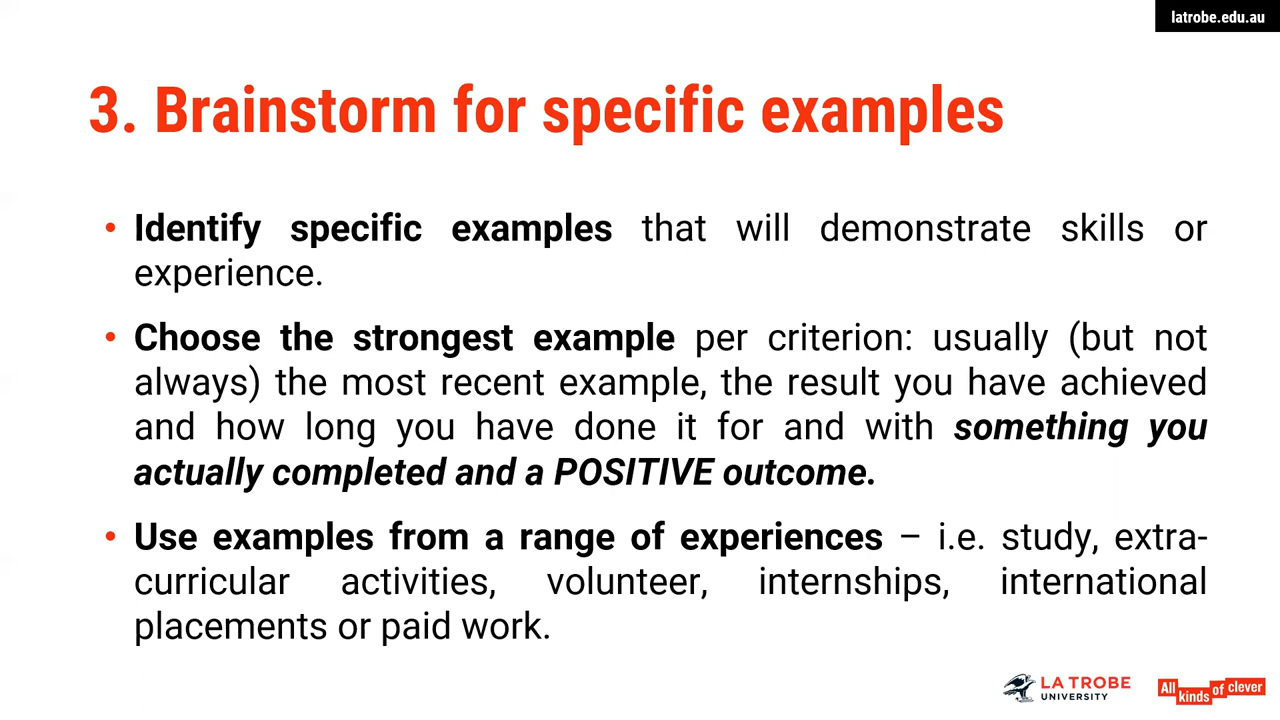 latrobe.edu.au
3. Brainstorm for specific examples
• Identify specific examples that will demonstrate skills or
experience.
• Choose the strongest example per criterion: usually (but not
always) the most recent example, the result you have achieved
and how long you have done it for and with something you
actually completed and a POSITIVE outcome.
• Use examples from a range of experiences – i.e. study, extra-
curricular activities, volunteer, internships, international
placements or paid work.
LA TROBE
UNIVERSITY
All kinds of clever